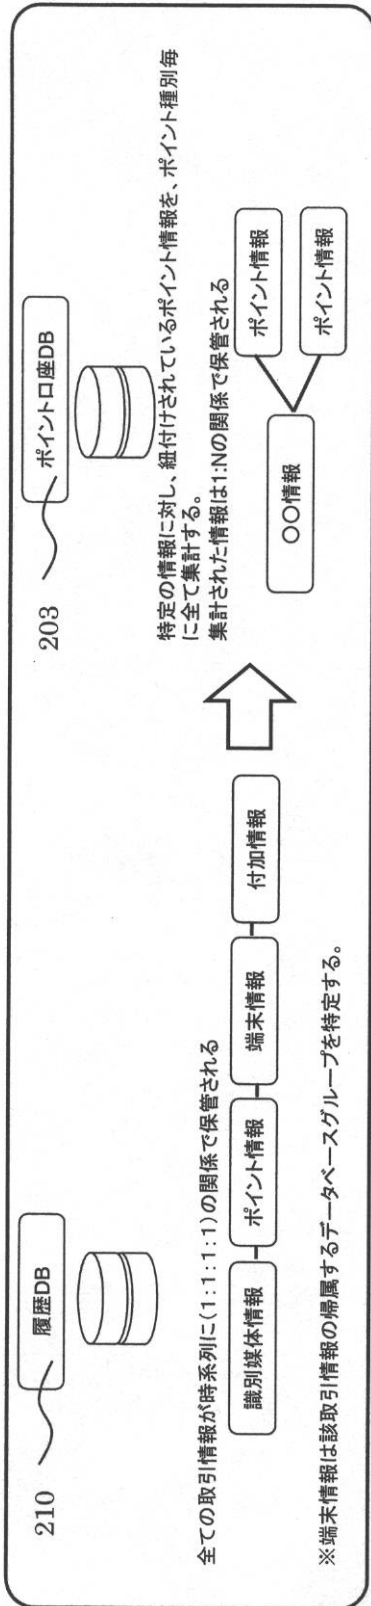 210
履歴DB
全ての取引情報が時系列に(1:1:1:1)の関係で保管される
識別媒体情報
ポイント情報
端末情報
付加情報
※端末情報は該取引情報の帰属するデータベースグループを特定する。
203
ポイント口座DB
特定の情報に対し、紐付けされているポイント情報を、ポイント種別毎
に全て集計する。
集計された情報は1:Nの関係で保管される
〇〇情報
ポイント情報
ポイント情報